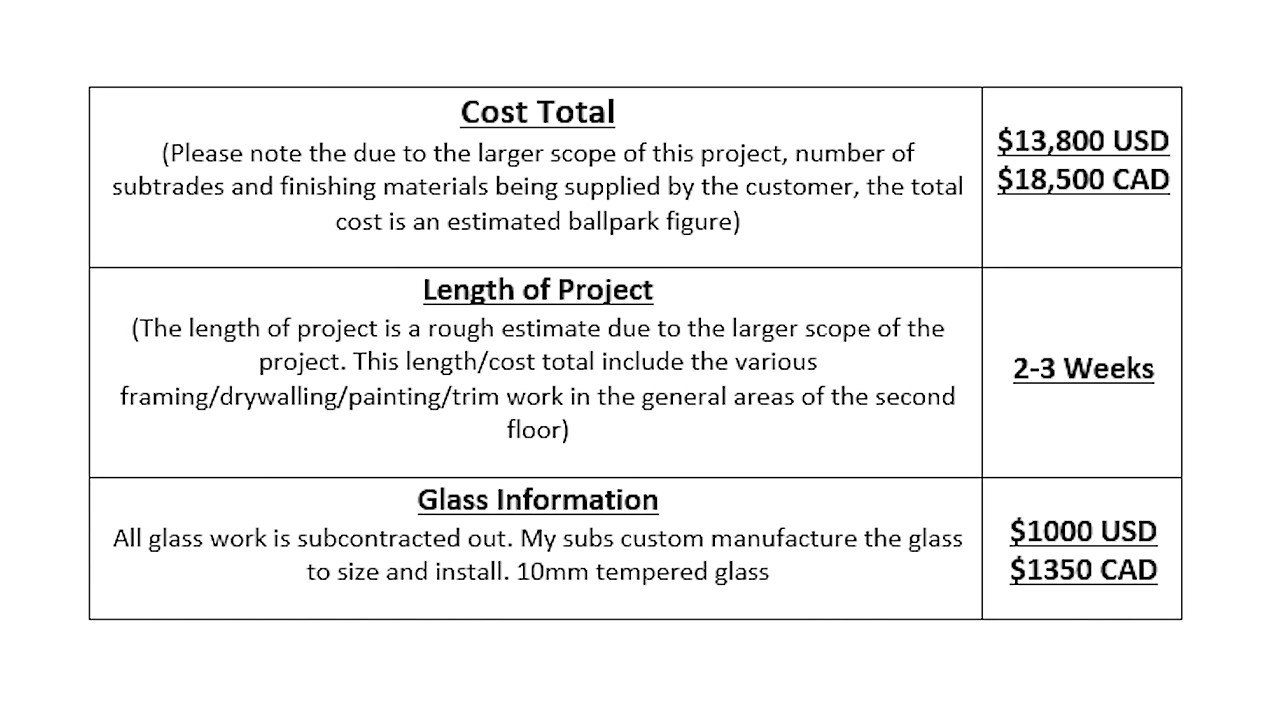 Cost Total
(Please note the due to the larger scope of this project, number of
subtrades and finishing materials being supplied by the customer, the total
cost is an estimated ballpark figure)
$13,800 USD
$18,500 CAD
Length of Project
(The length of project is a rough estimate due to the larger scope of the
project. This length/cost total include the various
framing/drywalling/painting/trim work in the general areas of the second
floor)
2-3 Weeks
Glass Information
All glass work is subcontracted out. My subs custom manufacture the glass
to size and install. 10mm tempered glass
$1000 USD
$1350 CAD